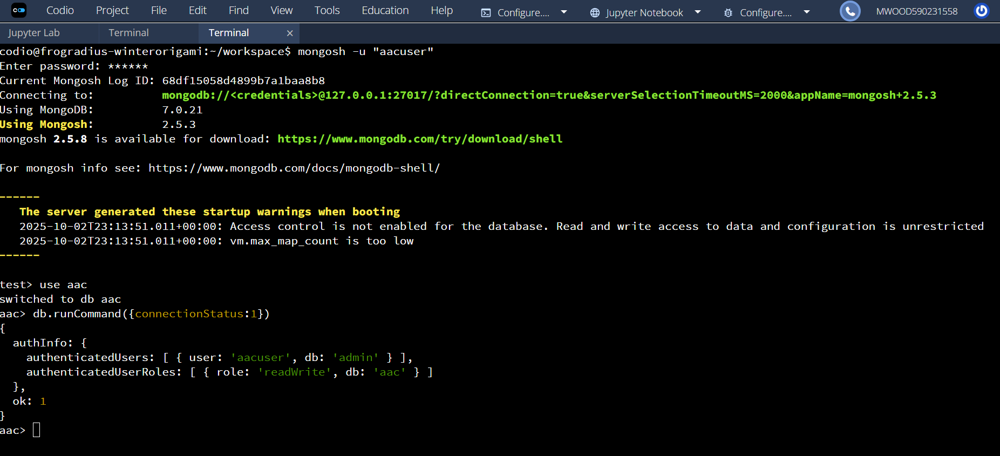 Codio Project File Edit Find View Tools Education Help Configure.... Jupyter Notebook Configure.... MWOOD590231558
Jupyter Lab Terminal Terminal ×
codio@frogradius-winterorigami:~/workspace$ mongosh -u "aacuser"
Enter password: ******
Current Mongosh Log ID: 68df15058d4899b7a1baa8b8
Connecting to: mongodb://<credentials>@127.0.0.1:27017/?directConnection=true&serverSelectionTimeoutMS=2000&appName=mongosh+2.5.3
Using MongoDB: 7.0.21
Using Mongosh: 2.5.3
mongosh 2.5.8 is available for download: https://www.mongodb.com/try/download/shell
For mongosh info see: https://www.mongodb.com/docs/mongodb-shell/
------
The server generated these startup warnings when booting
2025-10-02T23:13:51.011+00:00: Access control is not enabled for the database. Read and write access to data and configuration is unrestricted
2025-10-02T23:13:51.011+00:00: vm.max_map_count is too low
------
test> use aac
switched to db aac
aac> db.runCommand({connectionStatus:1})
{
  authInfo: {
    authenticatedUsers: [ { user: 'aacuser', db: 'admin' } ],
    authenticatedUserRoles: [ { role: 'readWrite', db: 'aac' } ]
  },
  ok: 1
}
aac>